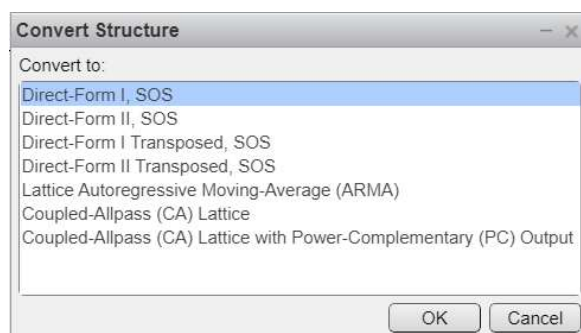 Convert Structure
Convert to:
Direct-Form I, SOS
Direct-Form II, SOS
Direct-Form I Transposed, SOS
Direct-Form II Transposed, SOS
Lattice Autoregressive Moving-Average (ARMA)
Coupled-Allpass (CA) Lattice
Coupled-Allpass (CA) Lattice with Power-Complementary (PC) Output
OK Cancel